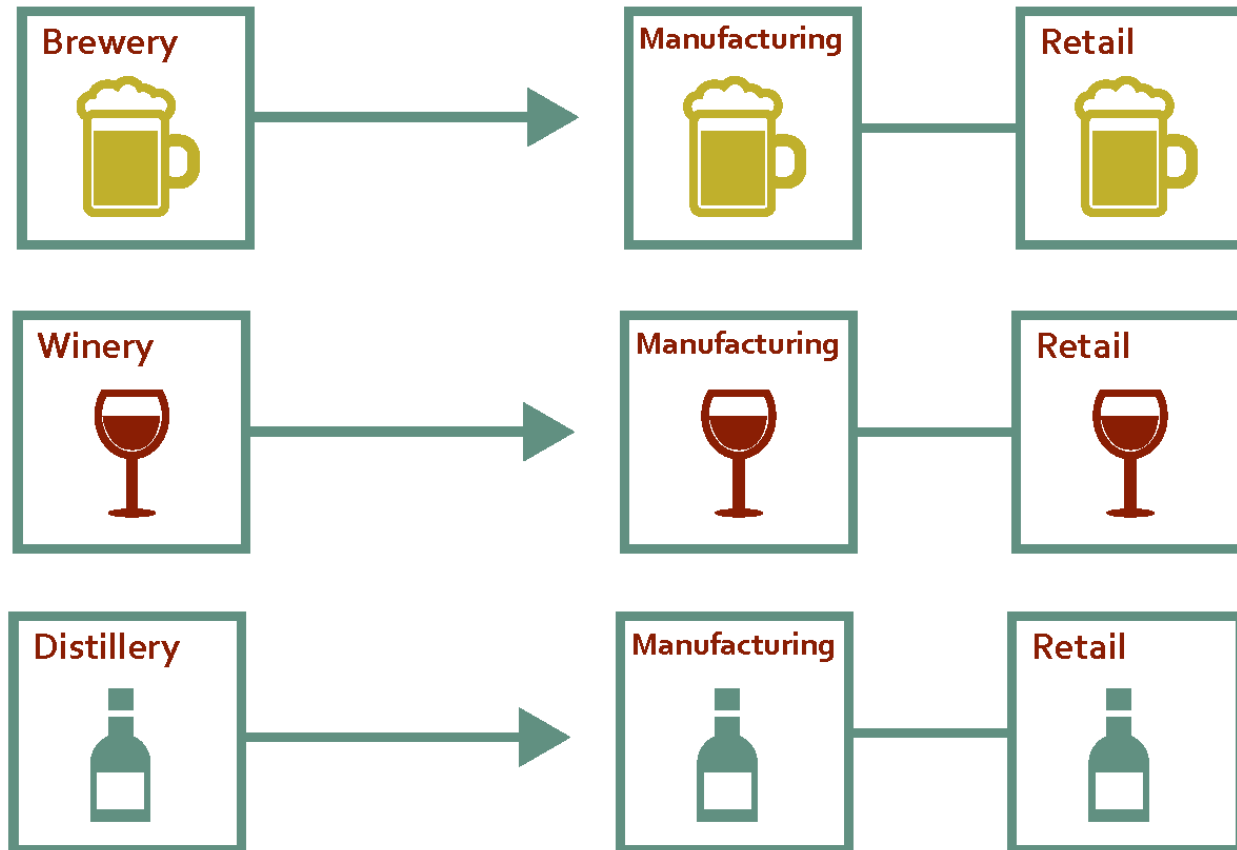 Brewery
Manufacturing
Retail
Winery
Manufacturing
Retail
Distillery
Manufacturing
Retail